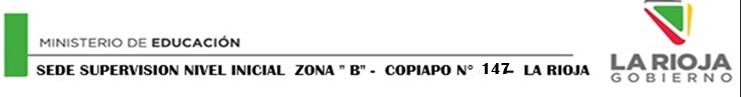 MINISTERIO DE EDUCACIÓN
SEDE SUPERVISION NIVEL INICIAL ZONA " B" - COPIAPO N° 147- LA RIOJA
LA RIOJA
GOBIERNO